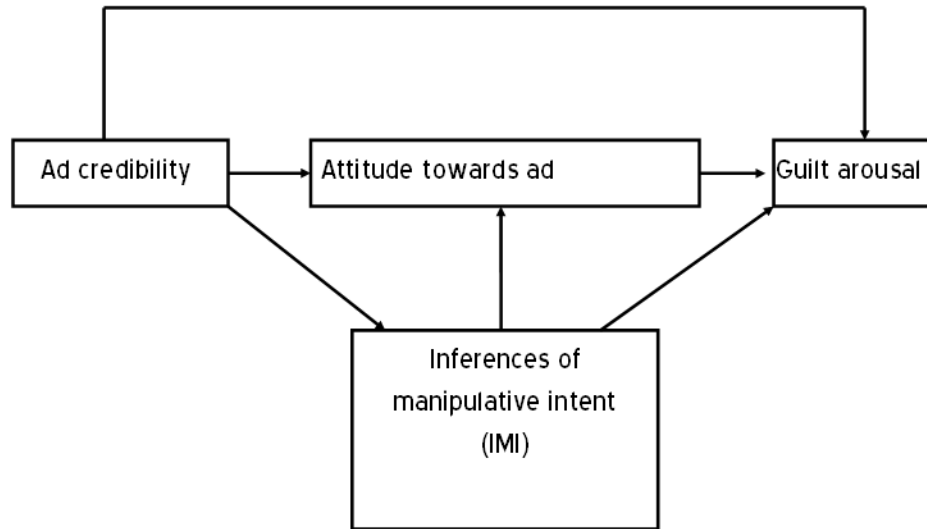 Ad credibility
Attitude towards ad
Guilt arousal
Inferences of
manipulative intent
(IMI)